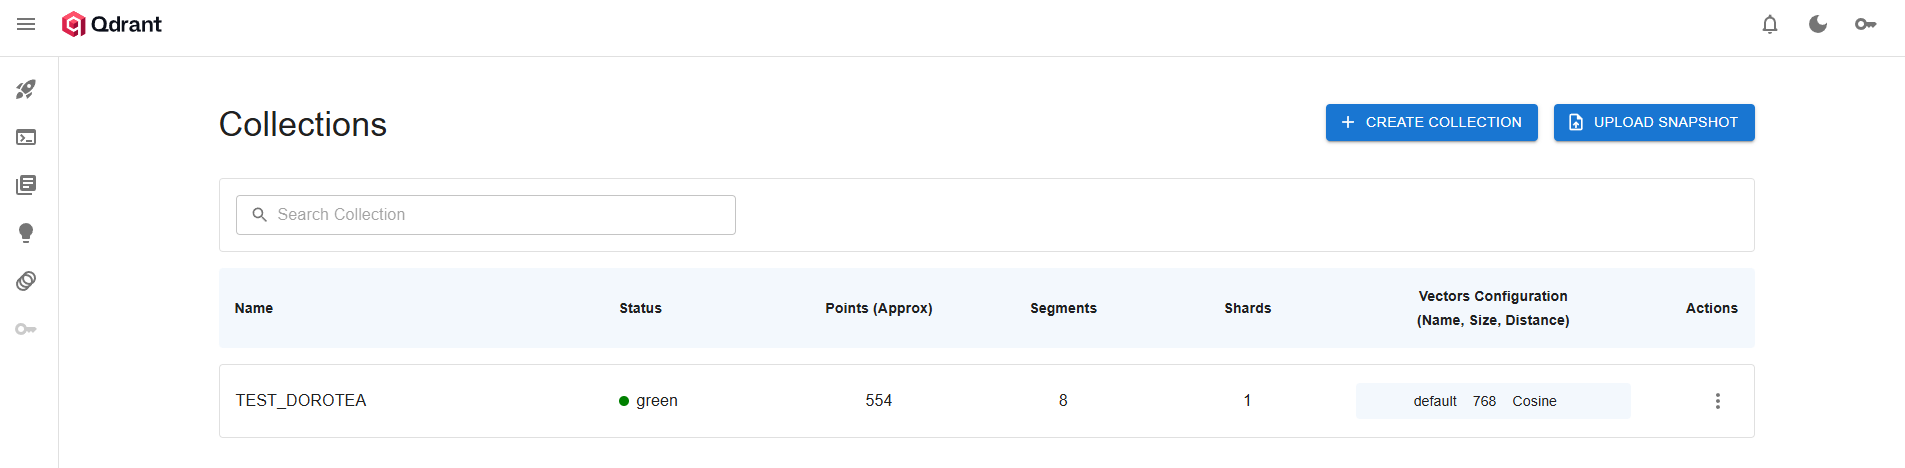 Qdrant
Collections
CREATE COLLECTION
UPLOAD SNAPSHOT
Search Collection
Name Status Points (Approx) Segments Shards Vectors Configuration (Name, Size, Distance) Actions
TEST_DOROTEA green 554 8 1 default 768 Cosine